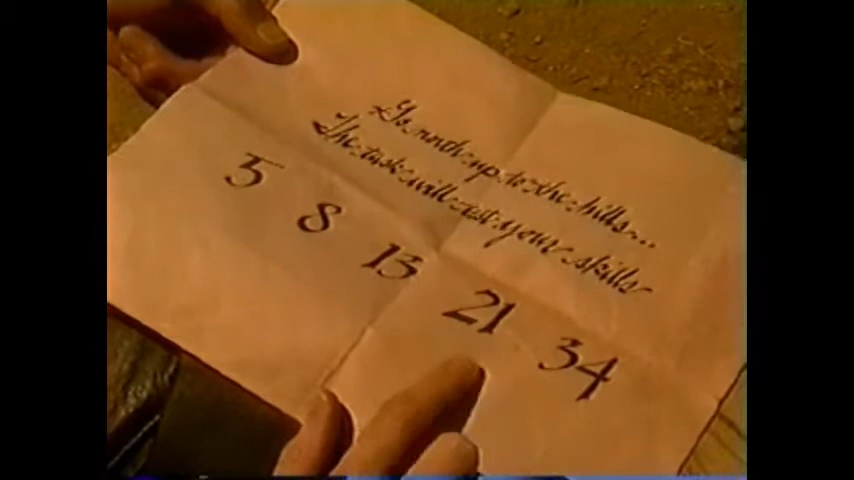 Go north up to the hills...
The task will test your skills
5 8 13 21 34